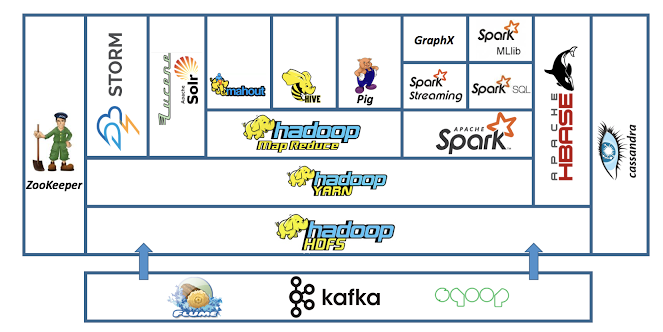 ZooKeeper
STORM
Lucene
Apache
Solr
mahout
HIVE
Pig
GraphX
Spark
MLlib
Spark
Streaming
Spark SQL
hadoop
Map Reduce
APACHE
Spark
APACHE
HBASE
cassandra
hadoop
YARN
hadoop
HDFS
FLUME
kafka
sqoop